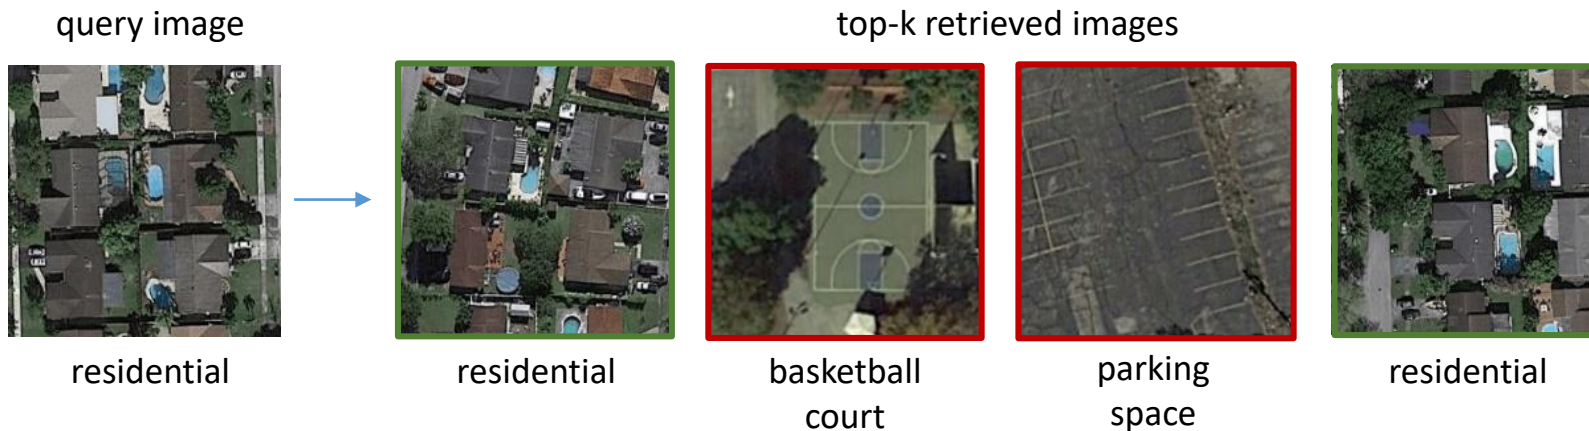 query image
top-k retrieved images
residential
residential
basketball
court
parking
space
residential